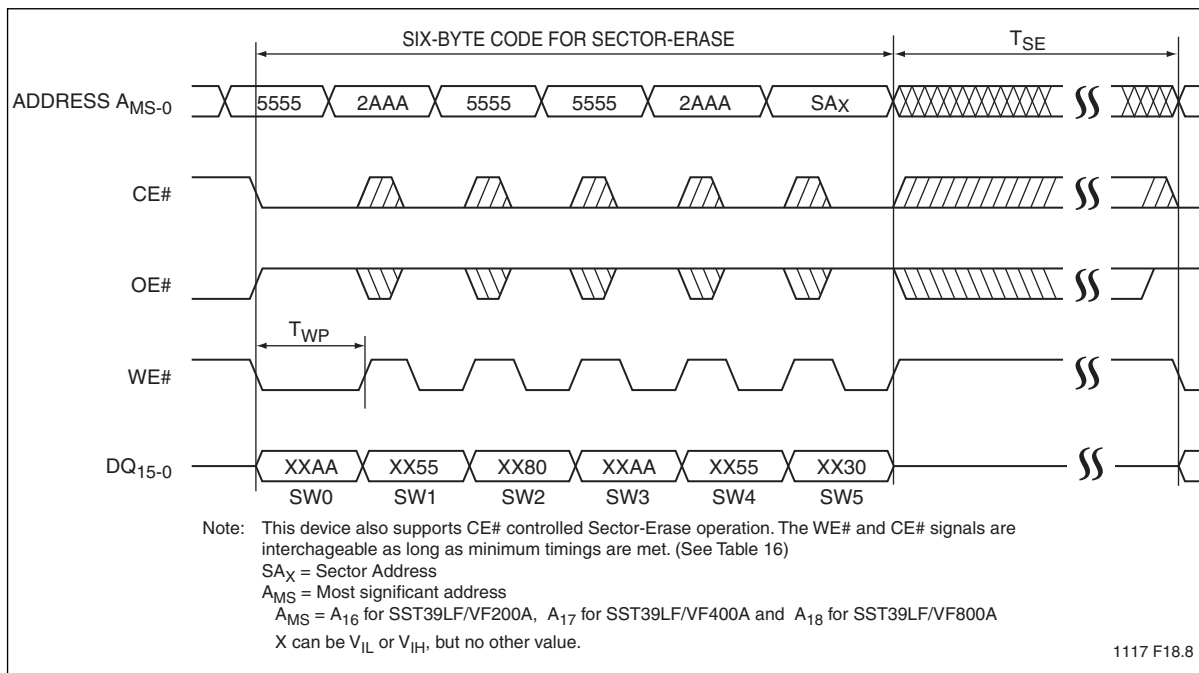 SIX-BYTE CODE FOR SECTOR-ERASE
TSE
ADDRESS AMS-0
5555 2AAA 5555 5555 2AAA SAX
CE#
OE#
TWP
WE#
DQ15-0
XXAA XX55 XX80 XXAA XX55 XX30
SW0 SW1 SW2 SW3 SW4 SW5
Note: This device also supports CE# controlled Sector-Erase operation. The WE# and CE# signals are
interchageable as long as minimum timings are met. (See Table 16)
SAX = Sector Address
AMS = Most significant address
AMS = A16 for SST39LF/VF200A, A17 for SST39LF/VF400A and A18 for SST39LF/VF800A
X can be VIL or VIH, but no other value.
1117 F18.8